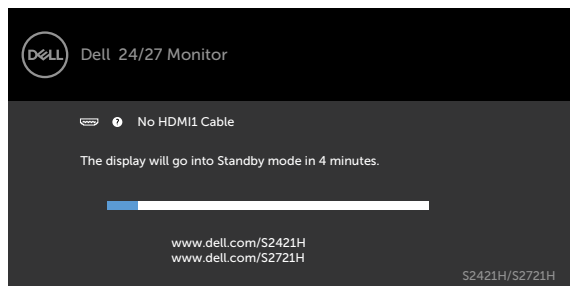 DELL
Dell 24/27 Monitor
? No HDMI1 Cable
The display will go into Standby mode in 4 minutes.
www.dell.com/S2421H
www.dell.com/S2721H
S2421H/S2721H